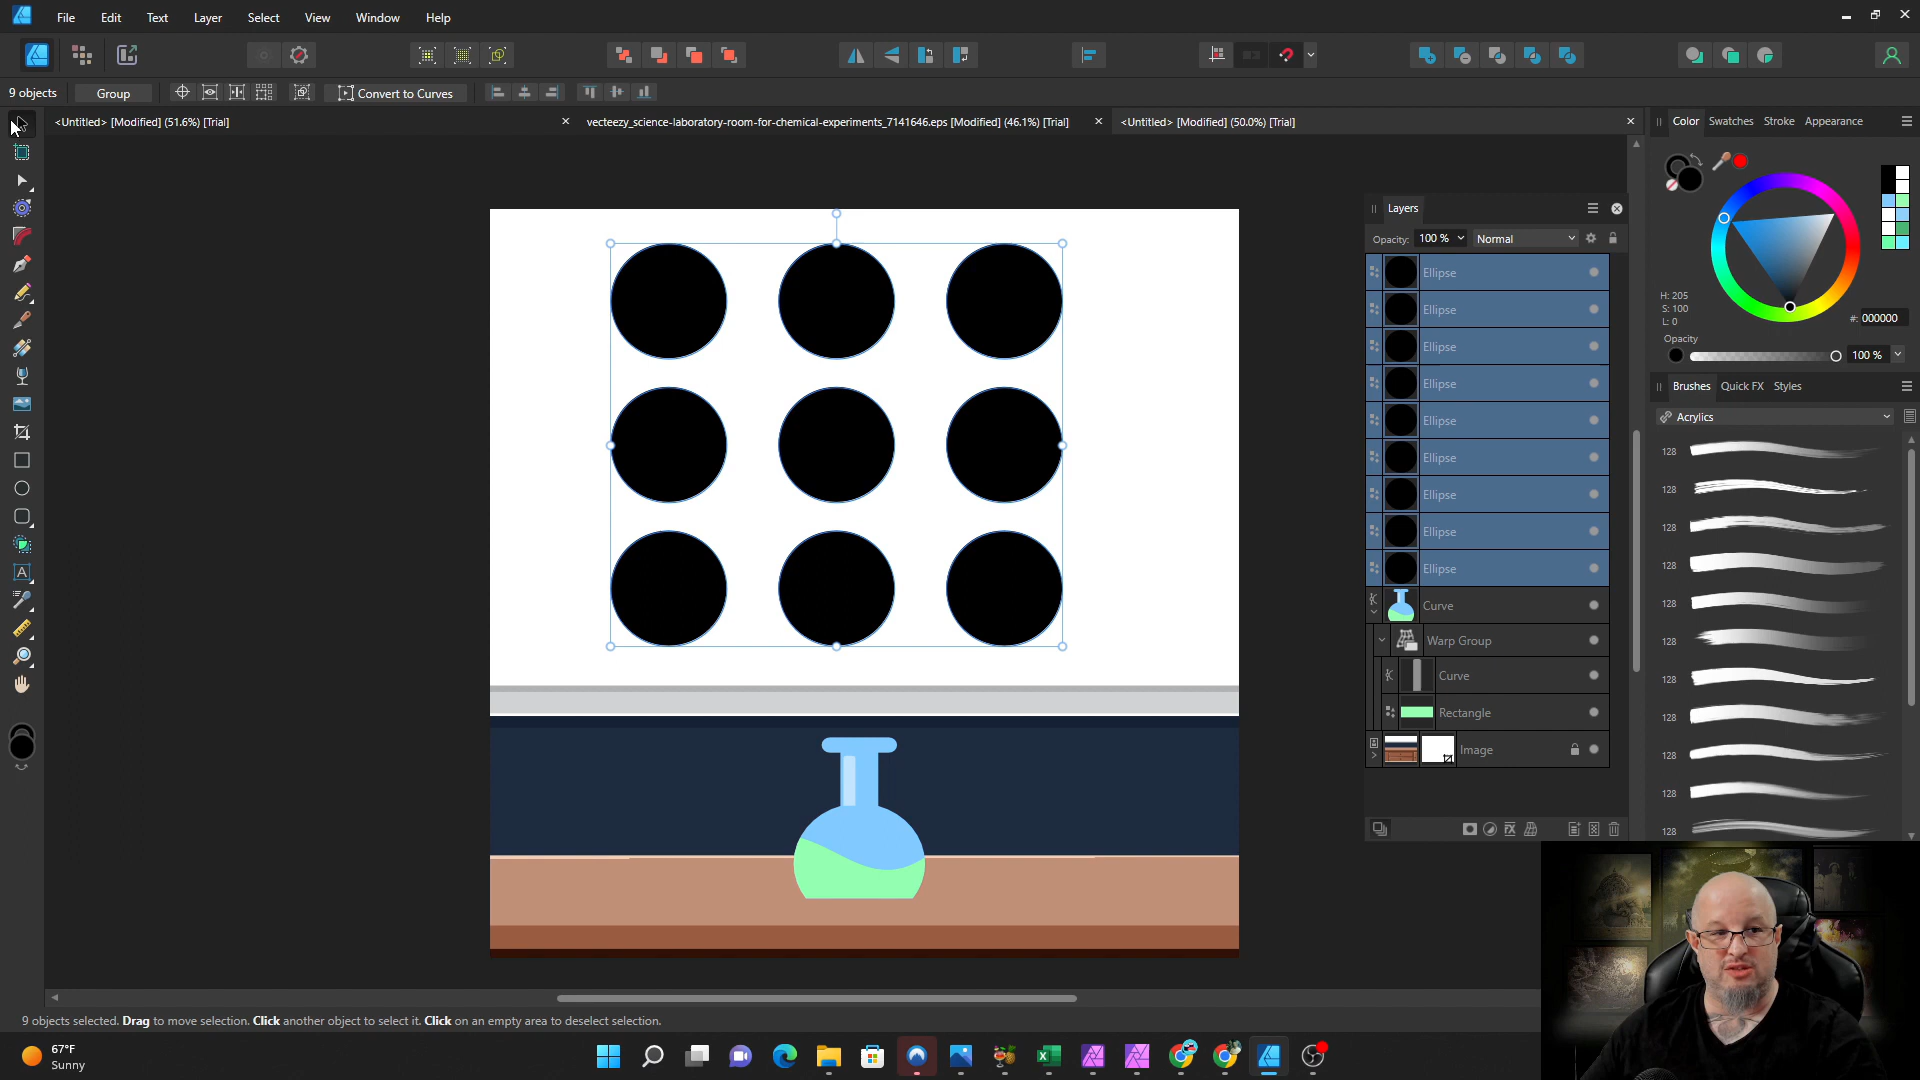 File Edit Text Layer Select View Window Help
9 objects Group Convert to Curves
<Untitled> [Modified] (51.6%) [Trial]
vecteezy_science-laboratory-room-for-chemical-experiments_7141646.eps [Modified] (46.1%) [Trial]
<Untitled> [Modified] (50.0%) [Trial]
Color Swatches Stroke Appearance
H: 205
S: 100
L: 0
#: 000000
Opacity
100 %
Layers
Opacity: 100 % Normal
Ellipse
Ellipse
Ellipse
Ellipse
Ellipse
Ellipse
Ellipse
Ellipse
Ellipse
Curve
Warp Group
Curve
Rectangle
Image
Brushes Quick FX Styles
Acrylics
128
128
128
128
128
128
128
128
128
128
128
9 objects selected. Drag to move selection. Click another object to select it. Click on an empty area to deselect selection.
67°F
Sunny